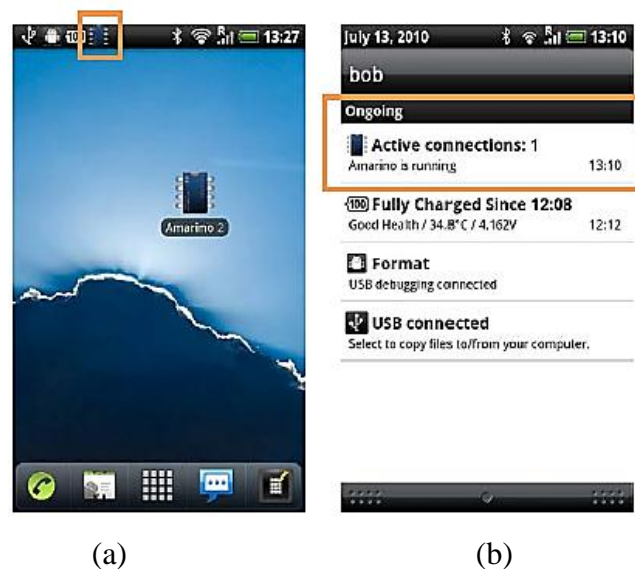 100 R 13:27
Amarino 2
(a)
July 13, 2010 R 13:10
bob
Ongoing
Active connections: 1
Amarino is running 13:10
100 Fully Charged Since 12:08
Good Health / 34.8°C / 4.162V 12:12
Format
USB debugging connected
USB connected
Select to copy files to/from your computer.
(b)